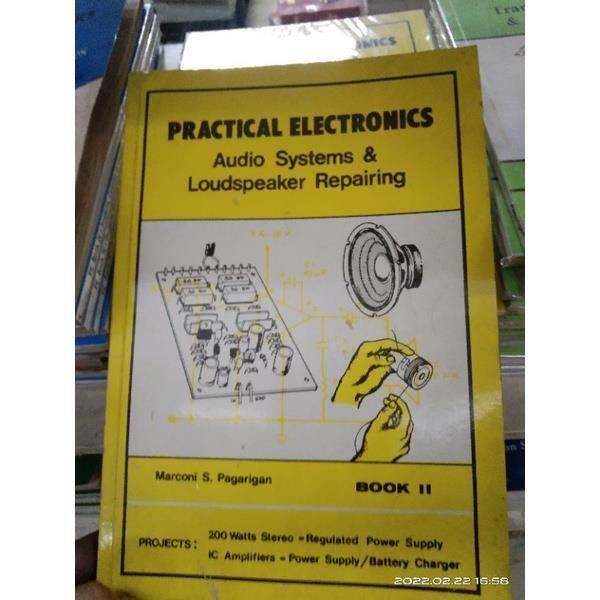 PRACTICAL ELECTRONICS
Audio Systems &
Loudspeaker Repairing
Marconi S. Pagarigan
BOOK II
PROJECTS: 200 Watts Stereo = Regulated Power Supply
IC Amplifiers = Power Supply/Battery Charger
2022.02.22 16:56